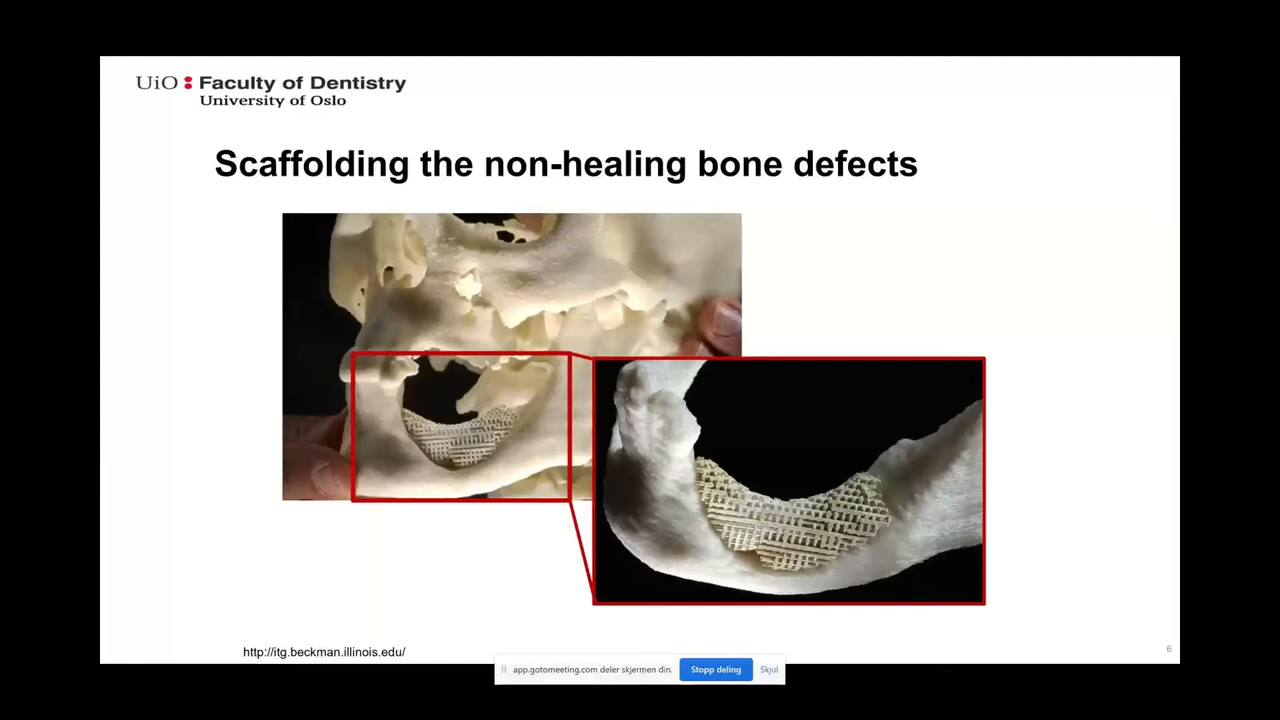 UiO Faculty of Dentistry
University of Oslo
Scaffolding the non-healing bone defects
http://itg.beckman.illinois.edu/
6
app.gotomeeting.com deler skjermen din. Stopp deling Skjul